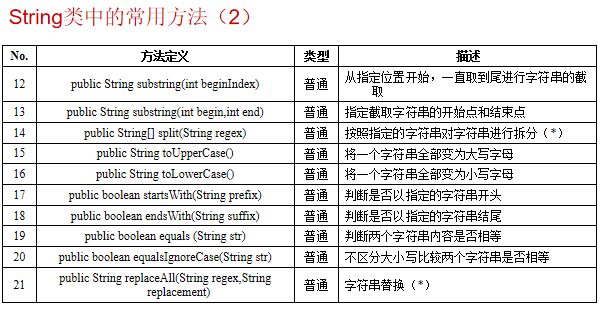 String类中的常用方法（2）
No. 方法定义 类型 描述
12 public String substring(int beginIndex) 普通 从指定位置开始，一直取到尾进行字符串的截
取
13 public String substring(int begin,int end) 普通 指定截取字符串的开始点和结束点
14 public String[] split(String regex) 普通 按照指定的字符串对字符串进行拆分（*）
15 public String toUpperCase() 普通 将一个字符串全部变为大写字母
16 public String toLowerCase() 普通 将一个字符串全部变为小写字母
17 public boolean startsWith(String prefix) 普通 判断是否以指定的字符串开头
18 public boolean endsWith(String suffix) 普通 判断是否以指定的字符串结尾
19 public boolean equals (String str) 普通 判断两个字符串内容是否相等
20 public boolean equalsIgnoreCase(String str) 普通 不区分大小写比较两个字符串是否相等
21 public String replaceAll(String regex,String 普通 字符串替换（*）
replacement)